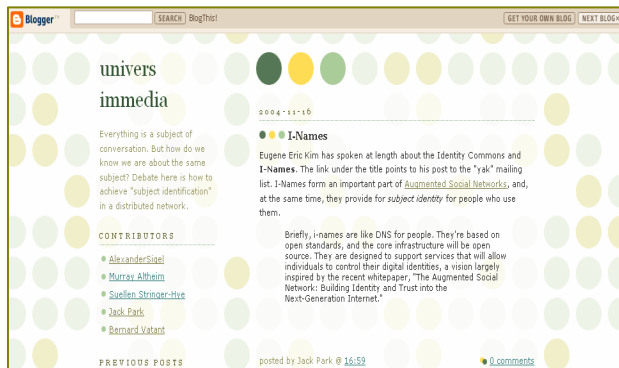 Blogger
SEARCH BlogThis!
GET YOUR OWN BLOG NEXT BLOG»
univers
immedia
Everything is a subject of
conversation. But how do we
know we are about the same
subject? Debate here is how to
achieve "subject identification"
in a distributed network.
CONTRIBUTORS
AlexanderSigel
Murray Altheim
Suellen Stringer-Hye
Jack Park
Bernard Vatant
PREVIOUS POSTS
2004-11-16
I-Names
Eugene Eric Kim has spoken at length about the Identity Commons and
I-Names. The link under the title points to his post to the "yak" mailing
list. I-Names form an important part of Augmented Social Networks, and,
at the same time, they provide for subject identity for people who use
them.
Briefly, i-names are like DNS for people. They're based on
open standards, and the core infrastructure will be open
source. They are designed to support services that will allow
individuals to control their digital identities, a vision largely
inspired by the recent whitepaper, "The Augmented Social
Network: Building Identity and Trust into the
Next-Generation Internet."
posted by Jack Park @ 16:59
0 comments